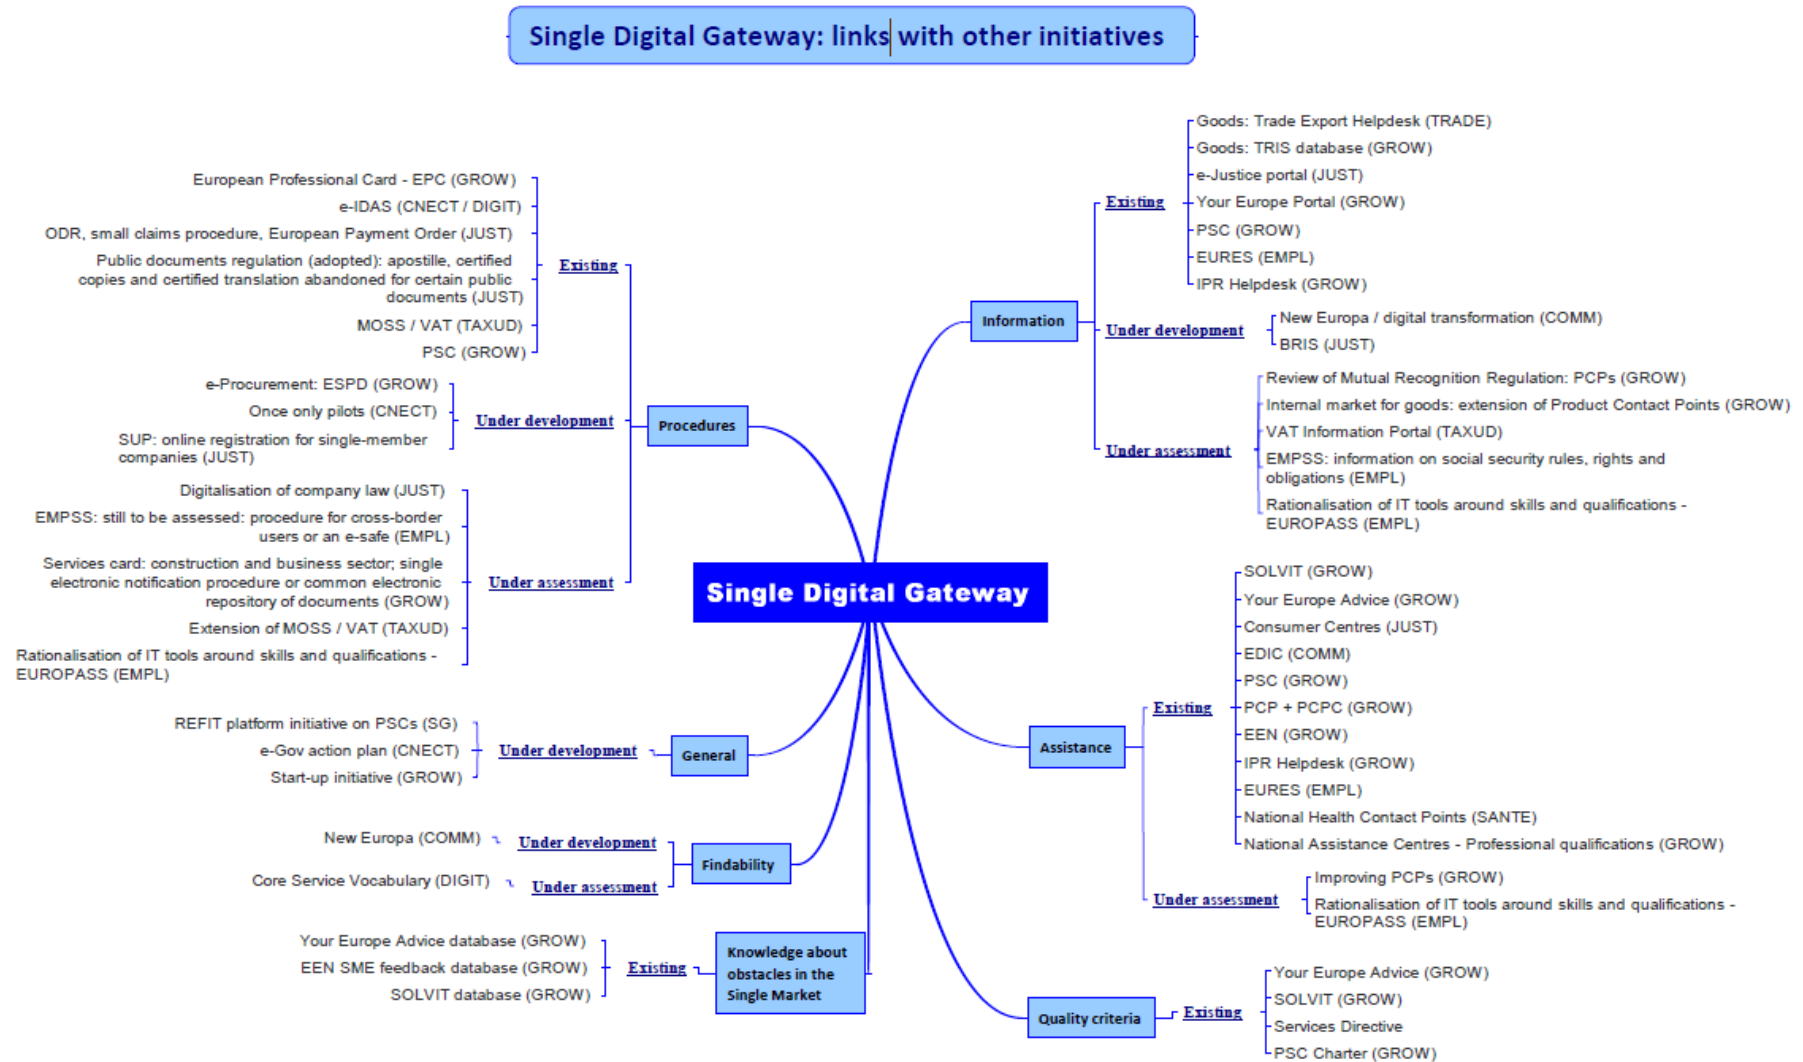 Single Digital Gateway: links with other initiatives
European Professional Card - EPC (GROW)
e-IDAS (CNECT / DIGIT)
ODR, small claims procedure, European Payment Order (JUST)
Public documents regulation (adopted): apostille, certified
copies and certified translation abandoned for certain public
documents (JUST)
MOSS / VAT (TAXUD)
PSC (GROW)
Existing
e-Procurement: ESPD (GROW)
Once only pilots (CNECT)
SUP: online registration for single-member
companies (JUST)
Under development
Digitalisation of company law (JUST)
EMPSS: still to be assessed: procedure for cross-border
users or an e-safe (EMPL)
Services card: construction and business sector; single
electronic notification procedure or common electronic
repository of documents (GROW)
Extension of MOSS / VAT (TAXUD)
Rationalisation of IT tools around skills and qualifications -
EUROPASS (EMPL)
Under assessment
Procedures
REFIT platform initiative on PSCs (SG)
e-Gov action plan (CNECT)
Start-up initiative (GROW)
Under development
General
New Europa (COMM)
Under development
Core Service Vocabulary (DIGIT)
Under assessment
Findability
Your Europe Advice database (GROW)
EEN SME feedback database (GROW)
SOLVIT database (GROW)
Existing
Knowledge about
obstacles in the
Single Market
Single Digital Gateway
Information
Existing
Goods: Trade Export Helpdesk (TRADE)
Goods: TRIS database (GROW)
e-Justice portal (JUST)
Your Europe Portal (GROW)
PSC (GROW)
EURES (EMPL)
IPR Helpdesk (GROW)
Under development
New Europa / digital transformation (COMM)
BRIS (JUST)
Under assessment
Review of Mutual Recognition Regulation: PCPs (GROW)
Internal market for goods: extension of Product Contact Points (GROW)
VAT Information Portal (TAXUD)
EMPSS: information on social security rules, rights and
obligations (EMPL)
Rationalisation of IT tools around skills and qualifications -
EUROPASS (EMPL)
Assistance
Existing
SOLVIT (GROW)
Your Europe Advice (GROW)
Consumer Centres (JUST)
EDIC (COMM)
PSC (GROW)
PCP + PCPC (GROW)
EEN (GROW)
IPR Helpdesk (GROW)
EURES (EMPL)
National Health Contact Points (SANTE)
National Assistance Centres - Professional qualifications (GROW)
Under assessment
Improving PCPs (GROW)
Rationalisation of IT tools around skills and qualifications -
EUROPASS (EMPL)
Quality criteria
Existing
Your Europe Advice (GROW)
SOLVIT (GROW)
Services Directive
PSC Charter (GROW)